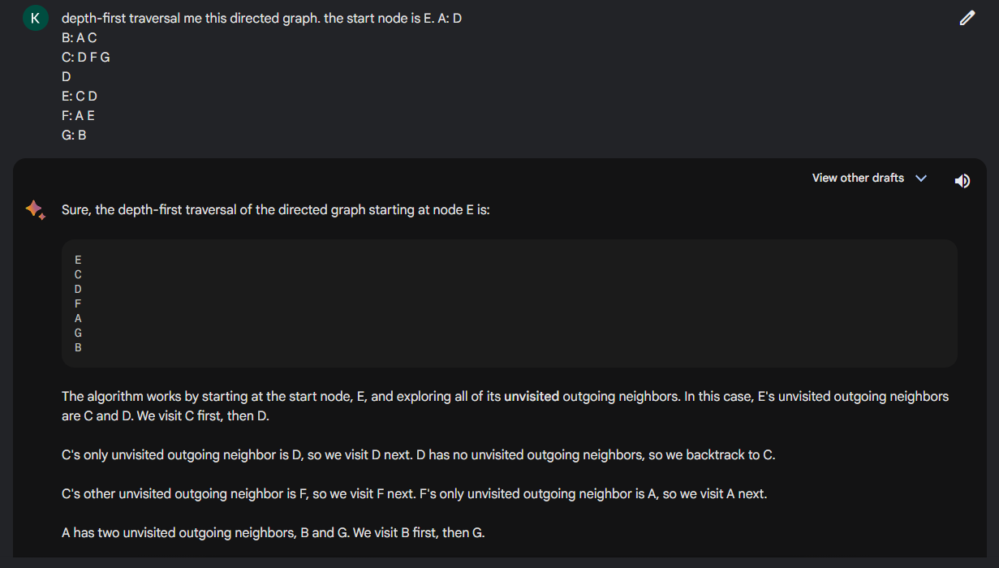 K
depth-first traversal me this directed graph. the start node is E. A: D
B: A C
C: D F G
D
E: C D
F: A E
G: B
View other drafts
Sure, the depth-first traversal of the directed graph starting at node E is:
E
C
D
F
A
G
B
The algorithm works by starting at the start node, E, and exploring all of its unvisited outgoing neighbors. In this case, E's unvisited outgoing neighbors
are C and D. We visit C first, then D.
C's only unvisited outgoing neighbor is D, so we visit D next. D has no unvisited outgoing neighbors, so we backtrack to C.
C's other unvisited outgoing neighbor is F, so we visit F next. F's only unvisited outgoing neighbor is A, so we visit A next.
A has two unvisited outgoing neighbors, B and G. We visit B first, then G.